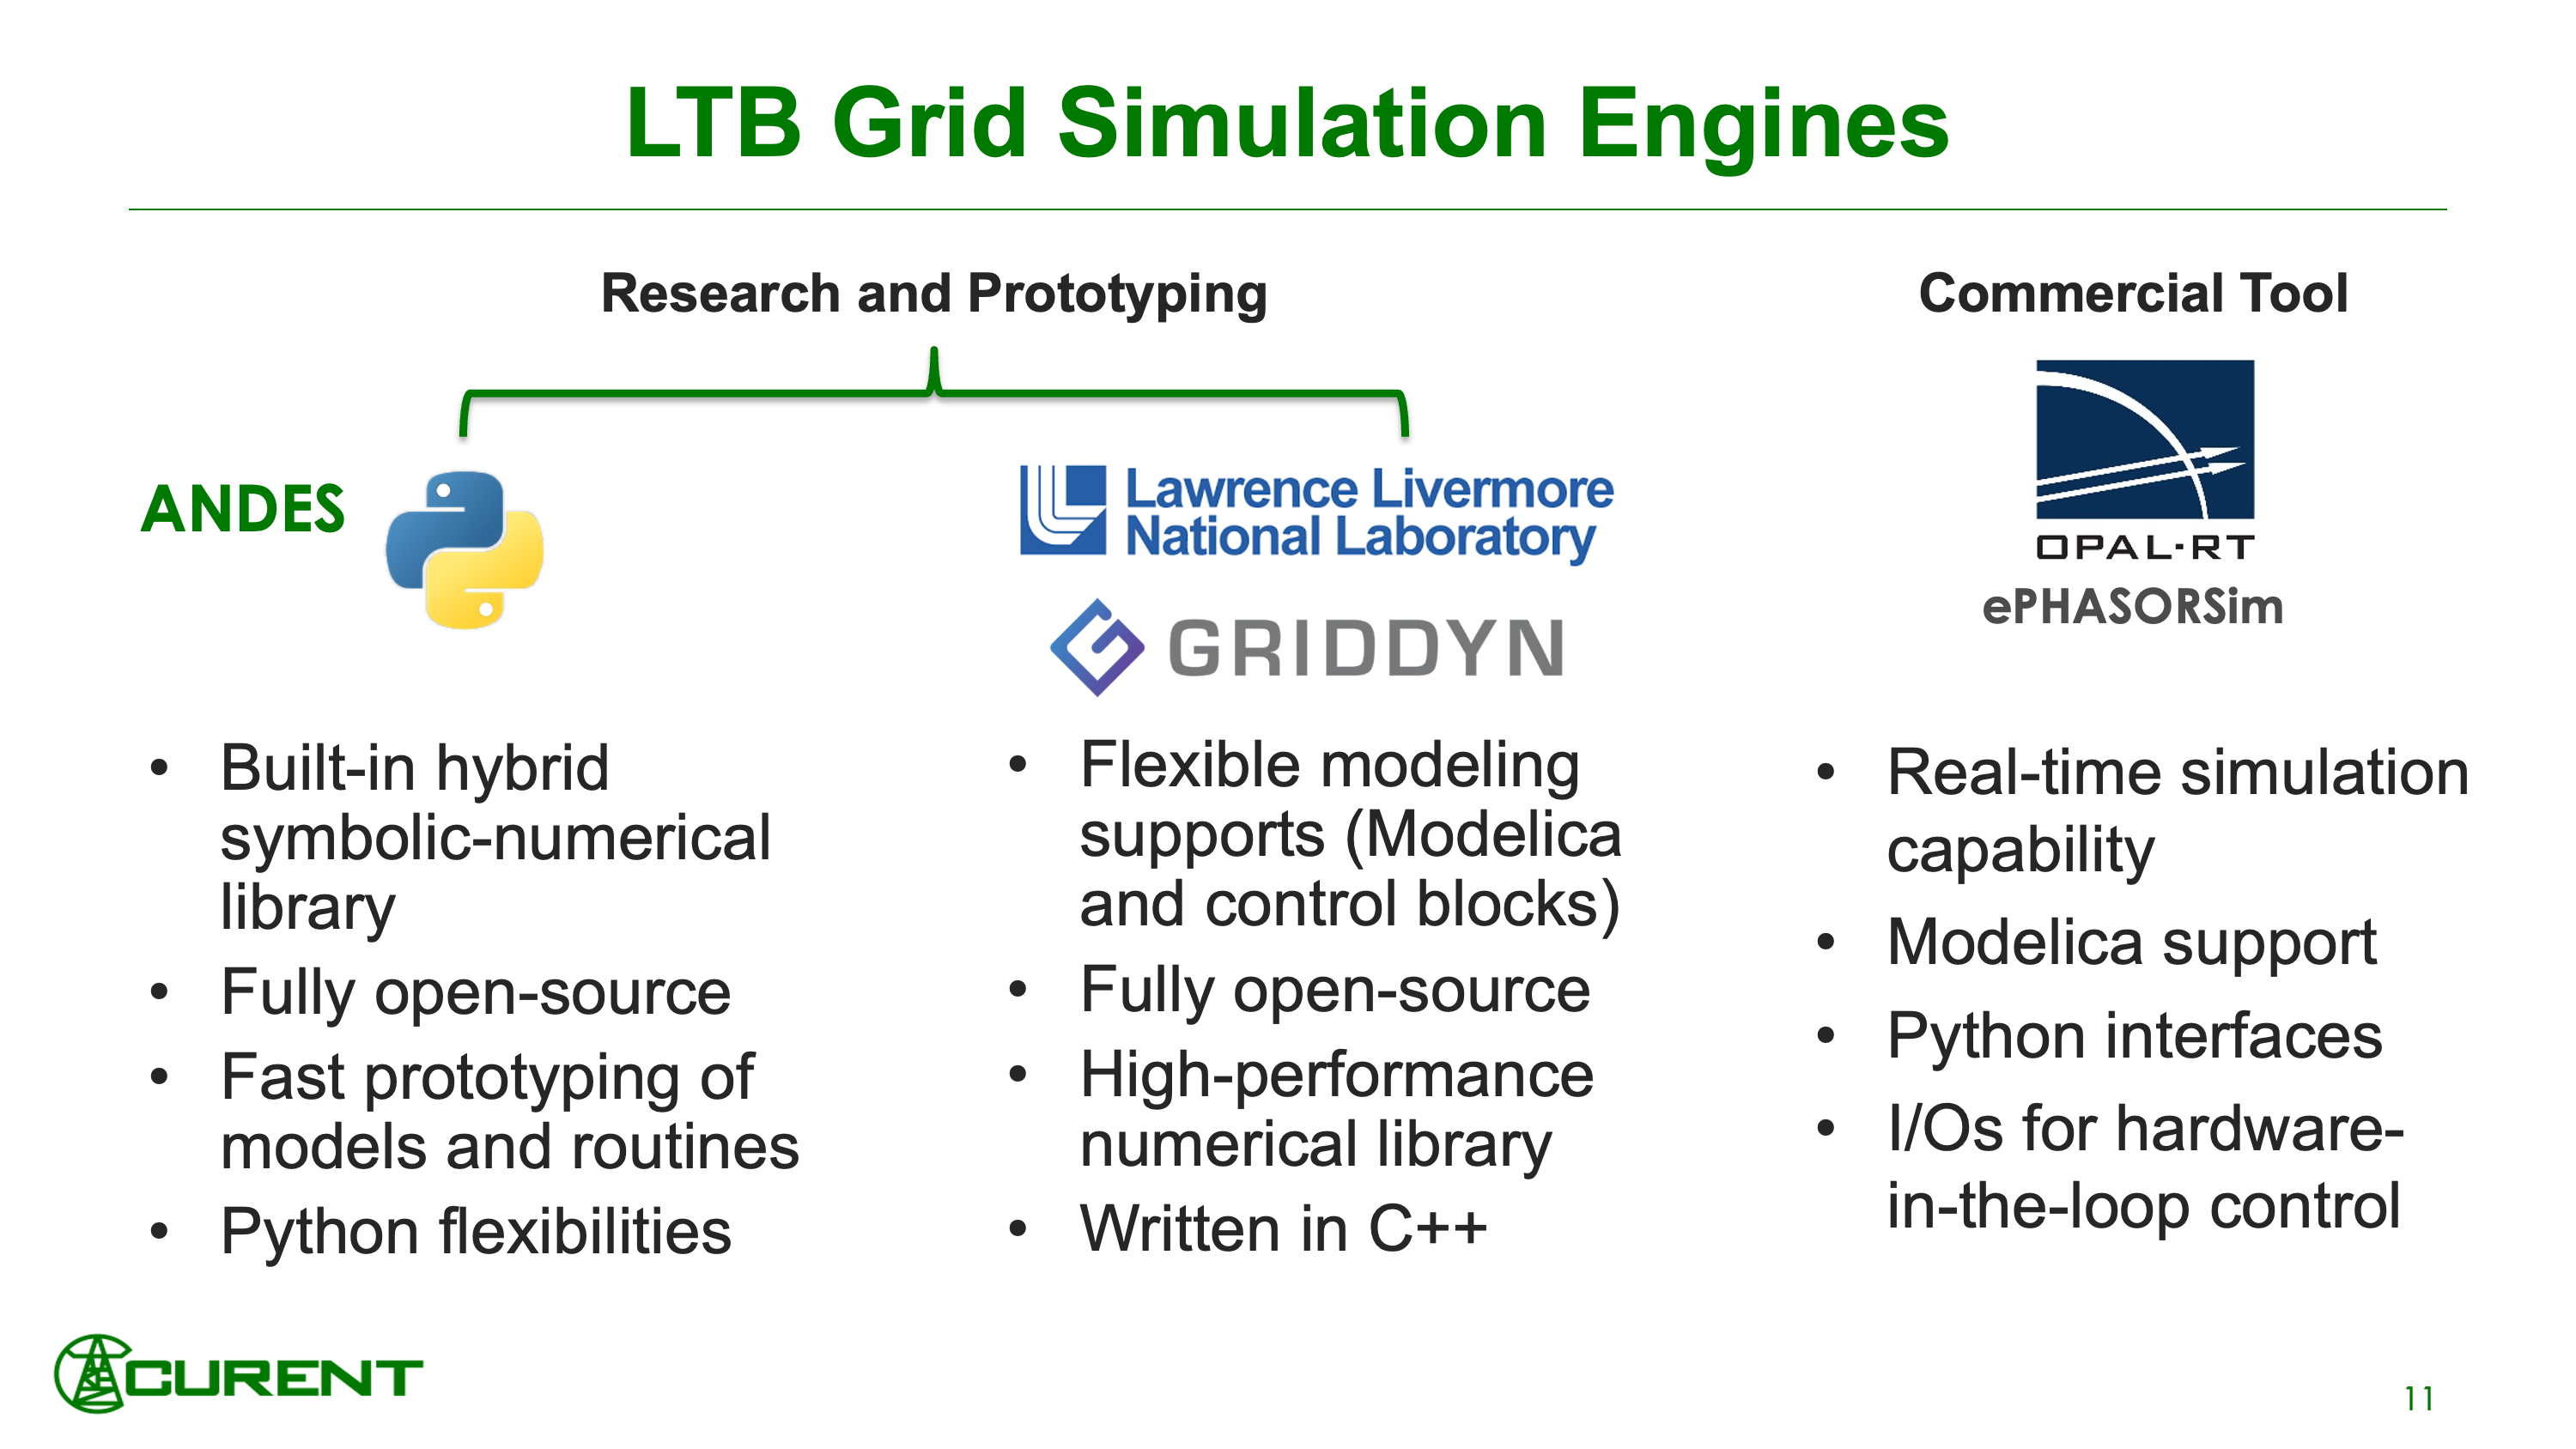 LTB Grid Simulation Engines
Research and Prototyping
Commercial Tool
ANDES
Lawrence Livermore
National Laboratory
GRIDDYN
OPAL-RT
ePHASORSim
• Built-in hybrid
symbolic-numerical
library
• Fully open-source
• Fast prototyping of
models and routines
• Python flexibilities
• Flexible modeling
supports (Modelica
and control blocks)
• Fully open-source
• High-performance
numerical library
• Written in C++
• Real-time simulation
capability
• Modelica support
• Python interfaces
• I/Os for hardware-
in-the-loop control
CURENT
11